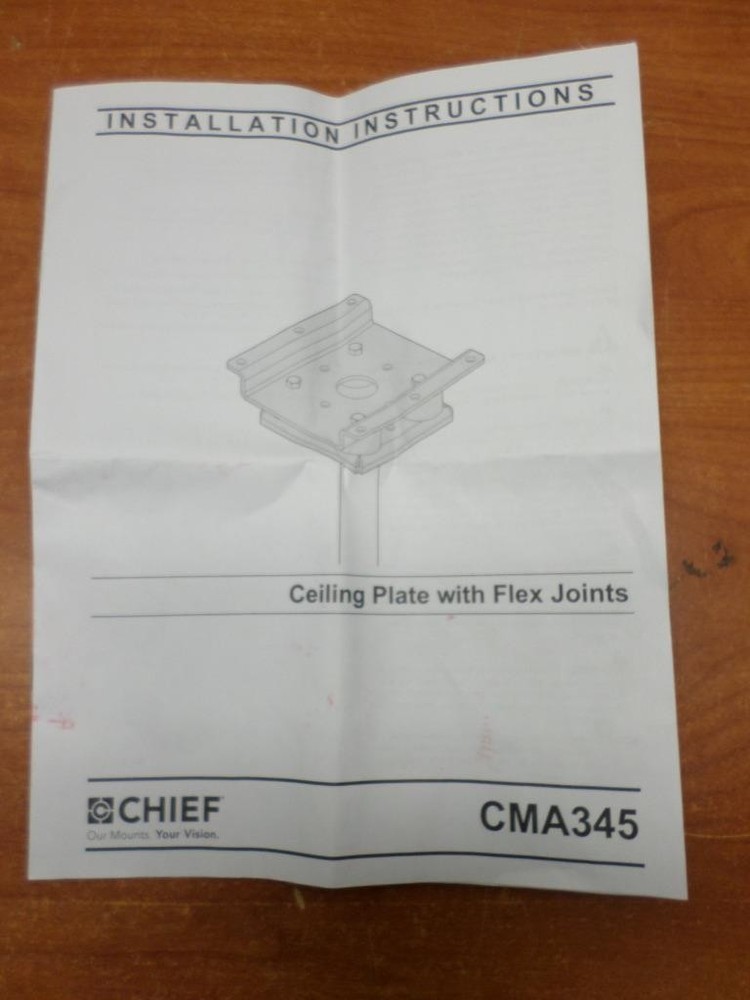 INSTALLATION INSTRUCTIONS
Ceiling Plate with Flex Joints
CHIEF
Our Mounts. Your Vision.
CMA345